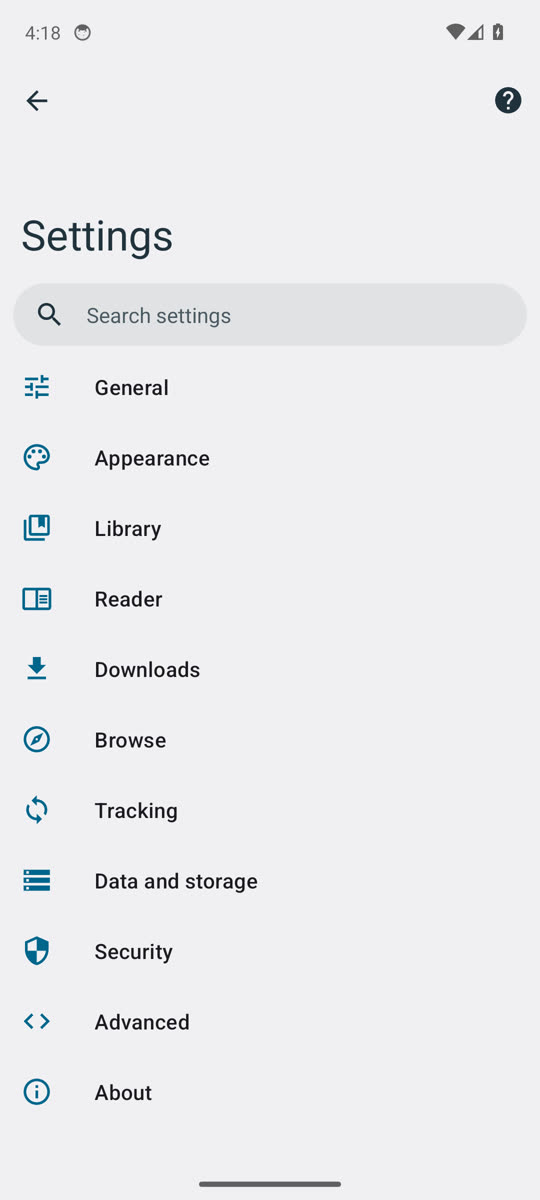 4:18
Settings
Search settings
General
Appearance
Library
Reader
Downloads
Browse
Tracking
Data and storage
Security
Advanced
About